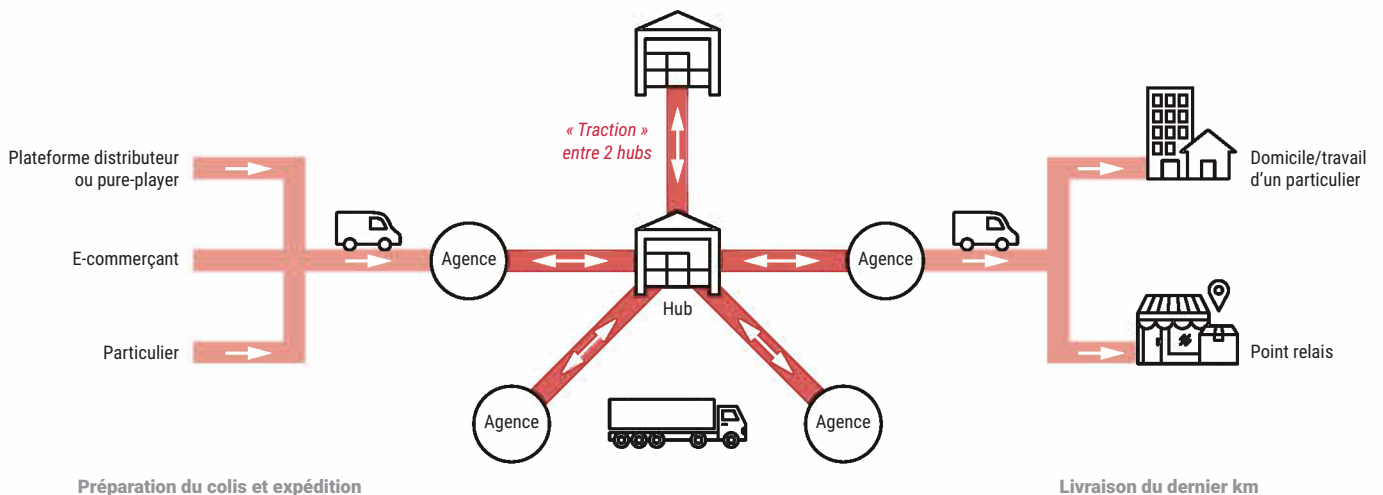 « Traction »
entre 2 hubs
Plateforme distributeur
ou pure-player
Domicile/travail
d’un particulier
E-commerçant
Agence
Agence
Hub
Particulier
Point relais
Agence
Agence
Préparation du colis et expédition
Livraison du dernier km